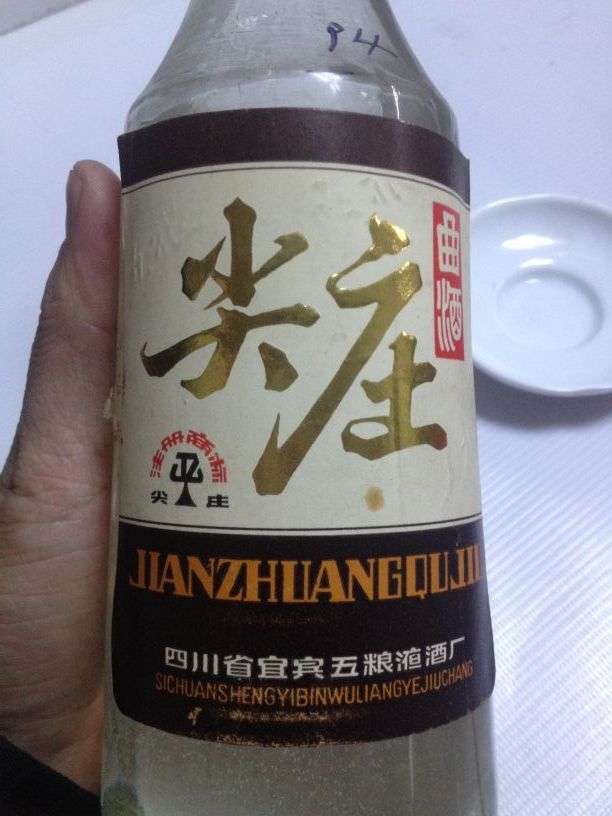 94
尖庄
曲酒
注册商标
尖庄
JIANZHUANGQUJIU
四川省宜宾五粮液酒厂
SICHUANSHENGYIBINWULIANGYEJIUCHANG